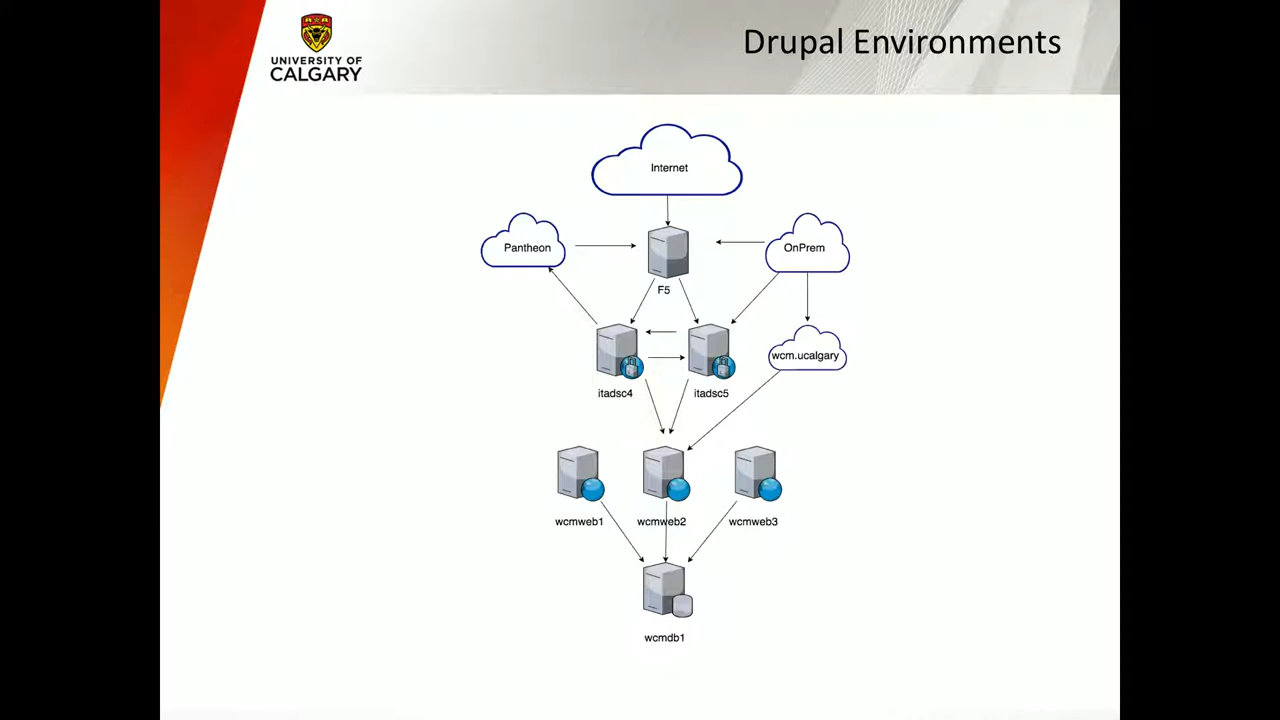 UNIVERSITY OF
CALGARY
Drupal Environments
Internet
Pantheon
OnPrem
F5
wcm.ucalgary
itadsc4
itadsc5
wcmweb1
wcmweb2
wcmweb3
wcmdb1